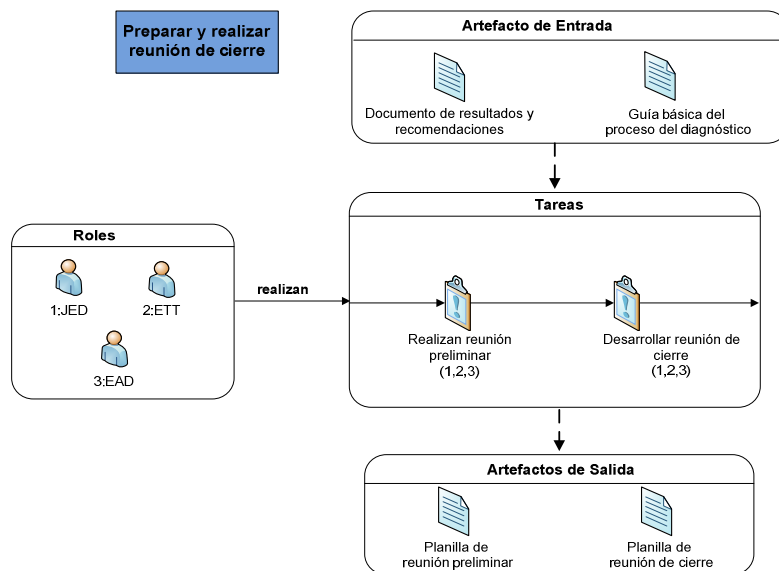 Preparar y realizar
reunión de cierre
Artefacto de Entrada
Documento de resultados y
recomendaciones
Guía básica del
proceso del diagnóstico
Roles
1:JED
2:ETT
3:EAD
realizan
Tareas
Realizan reunión
preliminar
(1,2,3)
Desarrollar reunión de
cierre
(1,2,3)
Artefactos de Salida
Planilla de
reunión preliminar
Planilla de
reunión de cierre